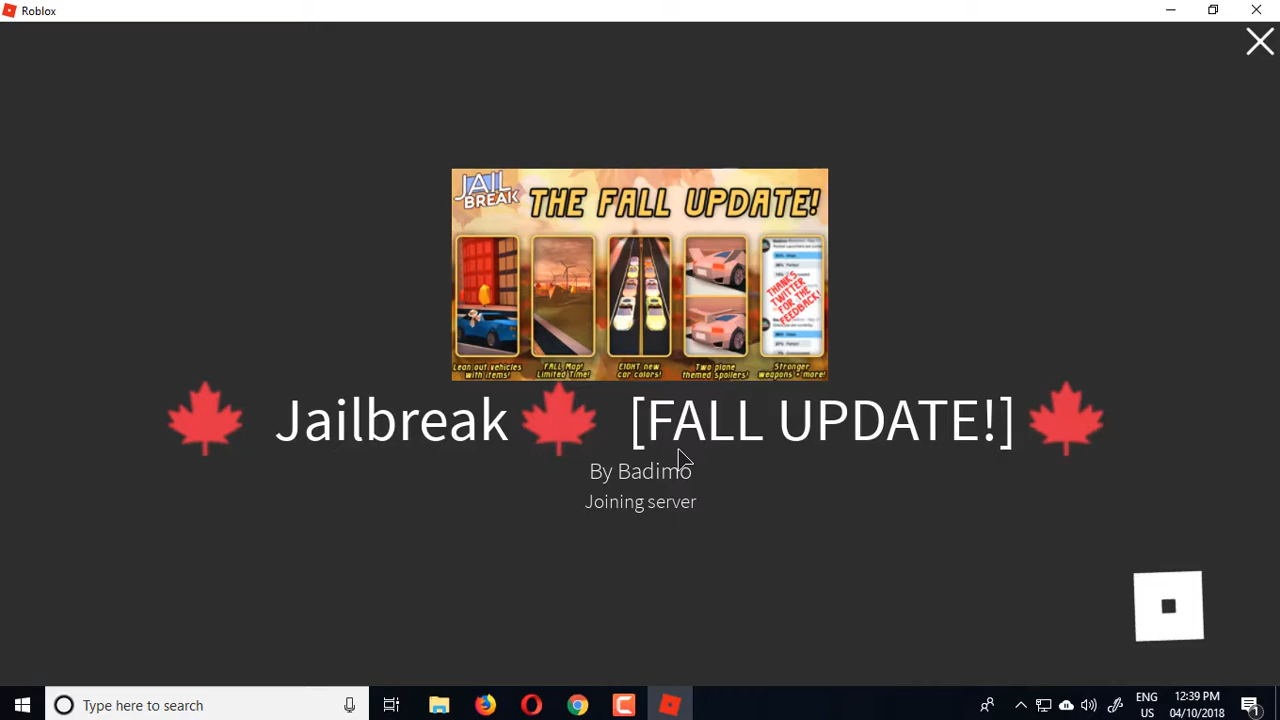 Roblox
JAIL BREAK
THE FALL UPDATE!
Lean out vehicles with items!
FALL Map! Limited Time!
EIGHT new car colors!
Two plane themed spoilers!
THANKS TWITTER FOR THE FEEDBACK!
Stronger weapons + more!
Jailbreak [FALL UPDATE!]
By Badimo
Joining server
Type here to search
ENG
US
12:39 PM
04/10/2018
1